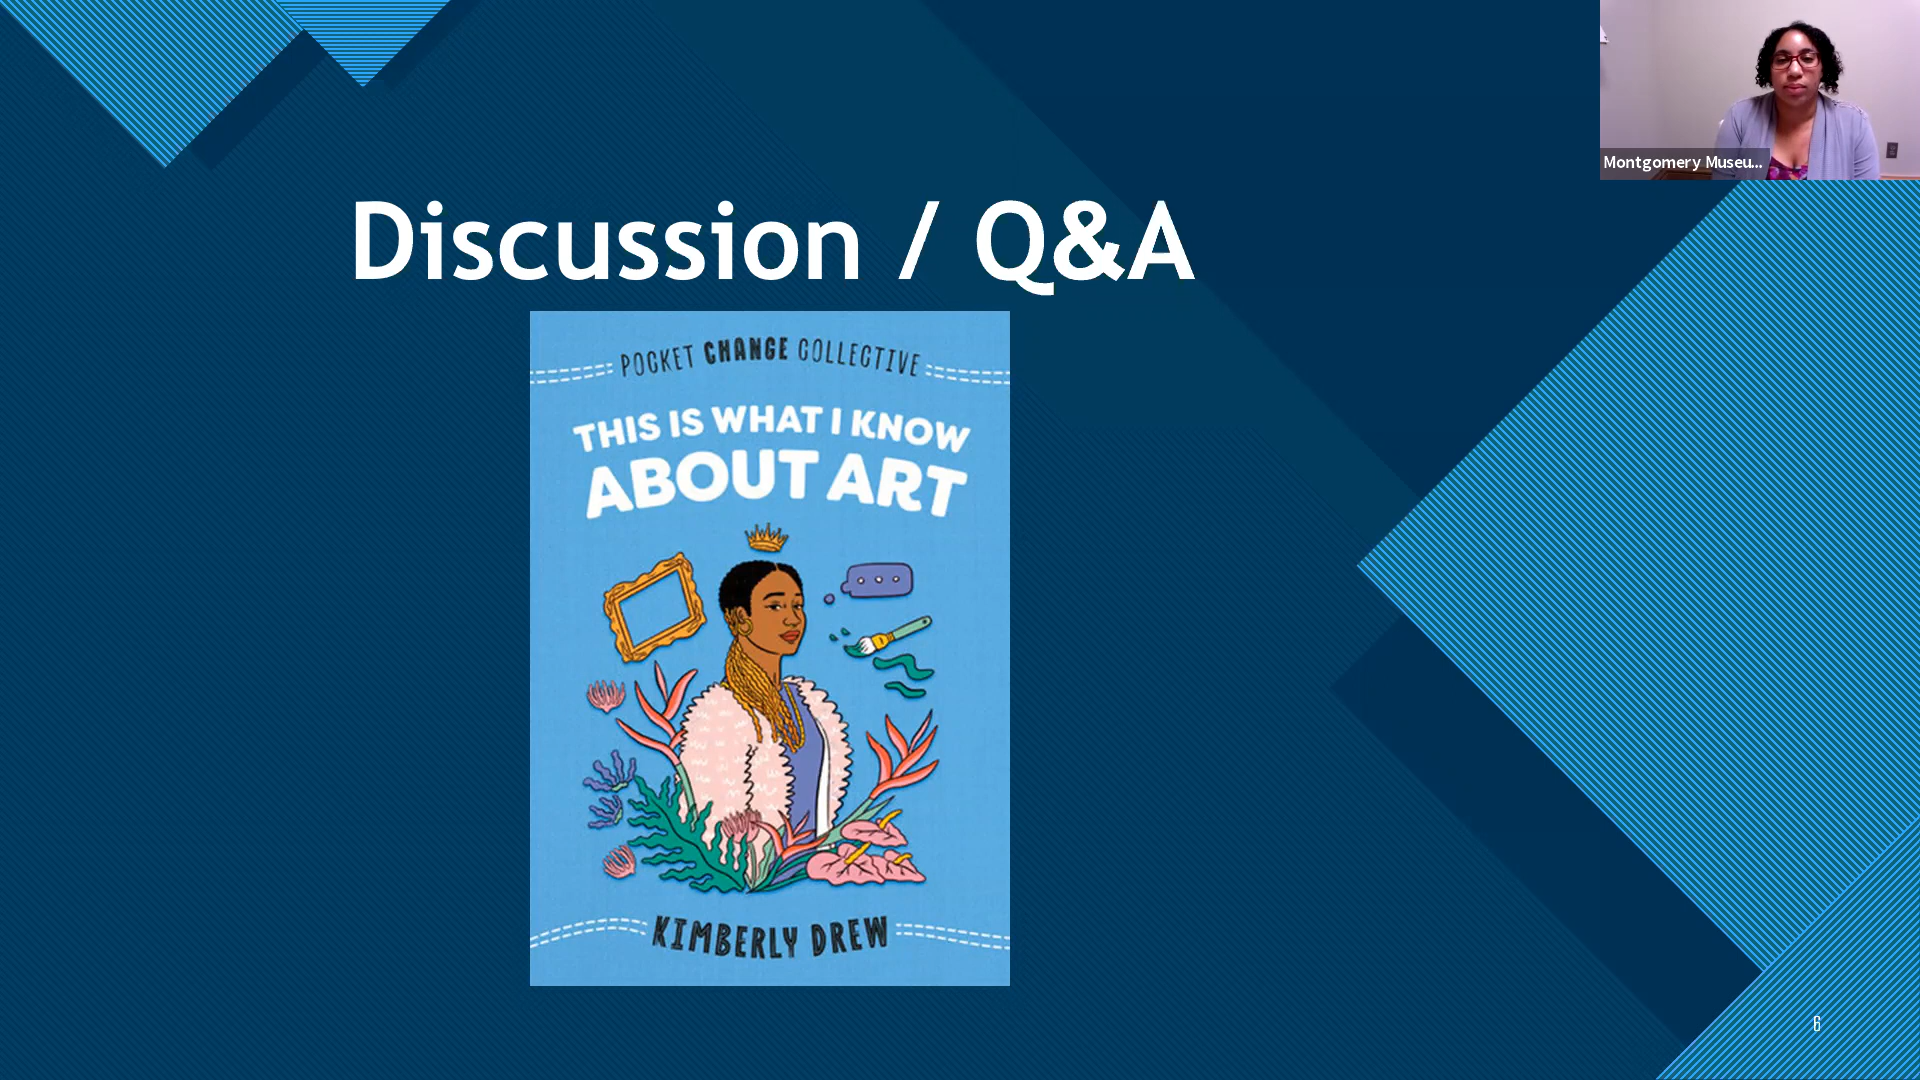 Montgomery Museu...
Discussion / Q&A
POCKET CHANGE COLLECTIVE
THIS IS WHAT I KNOW
ABOUT ART
KIMBERLY DREW
6